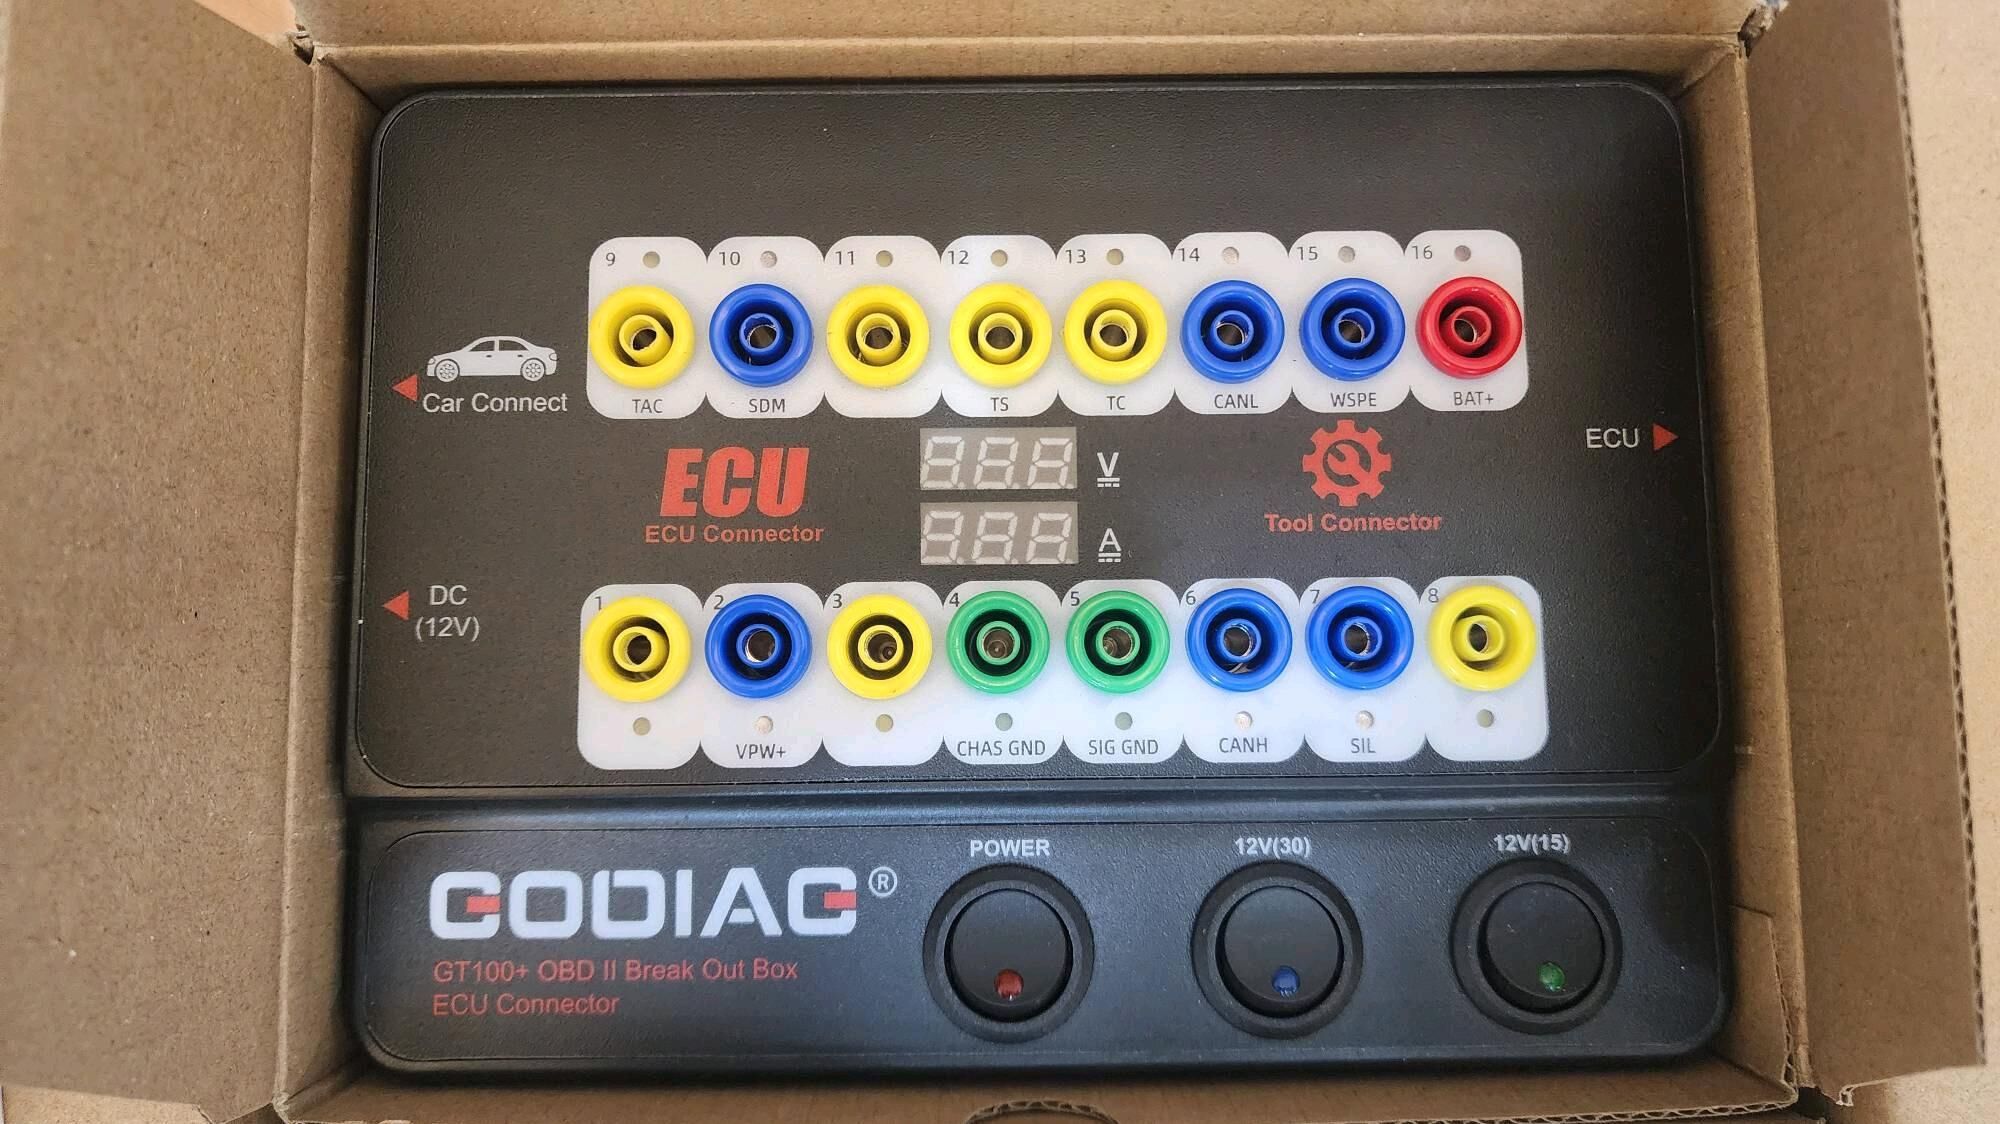 9 10 11 12 13 14 15 16
TAC SDM TS TC CANL WSPE BAT+
Car Connect
ECU
ECU Connector
V
A
Tool Connector
ECU
DC
(12V)
1 2 3 4 5 6 7 8
VPW+ CHAS GND SIG GND CANH SIL
GODIAG®
GT100+ OBD II Break Out Box
ECU Connector
POWER 12V(30) 12V(15)